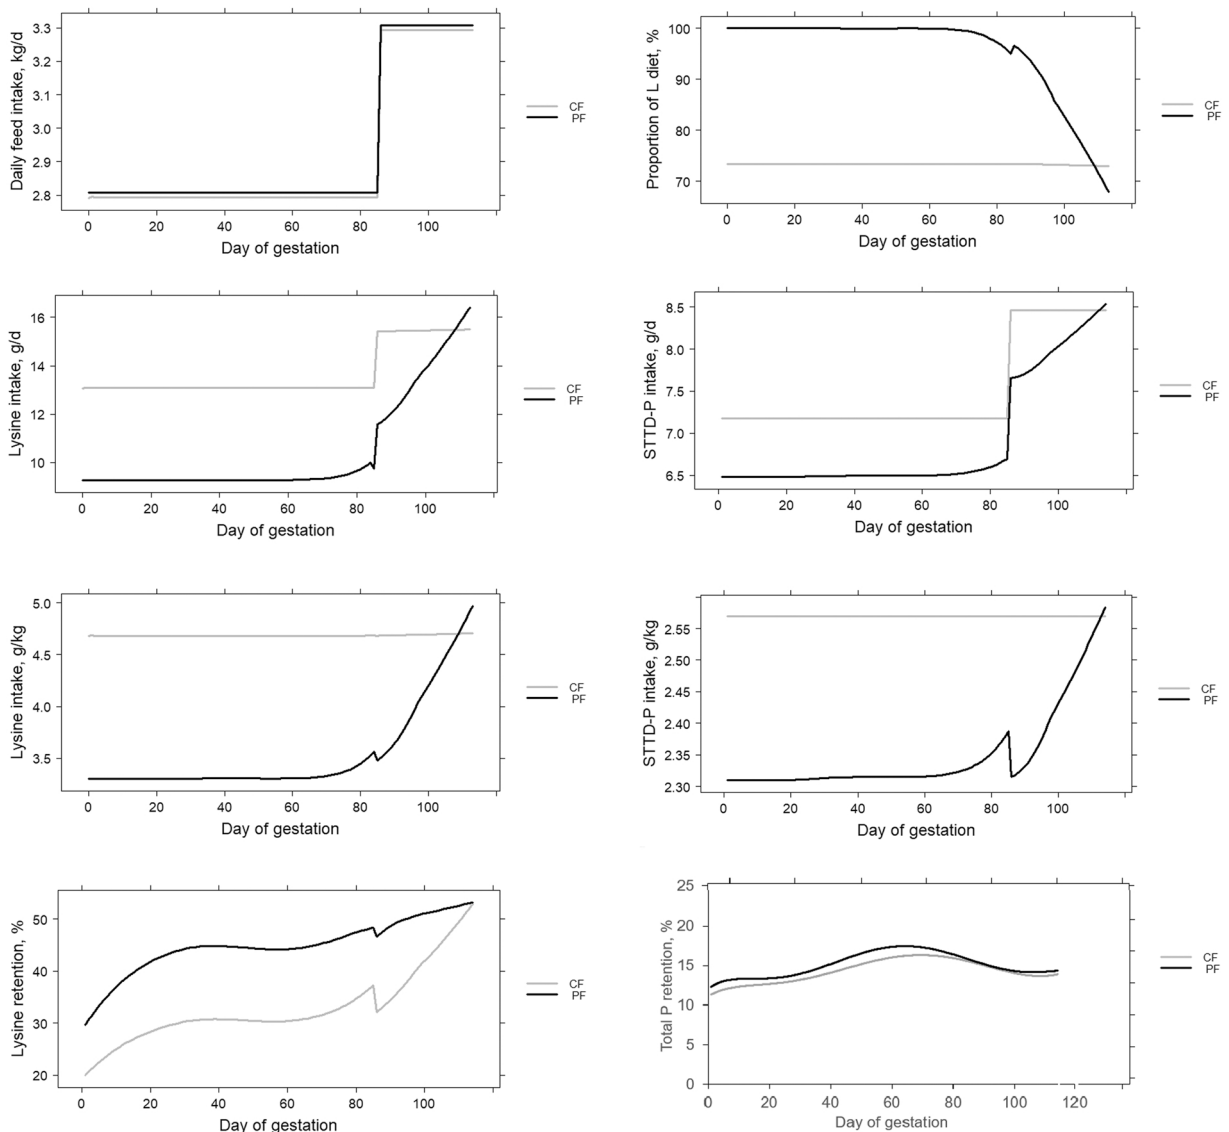 Daily feed intake, kg/d
3.3
3.2
3.1
3.0
2.9
2.8
0 20 40 60 80 100
Day of gestation
CF
PF
Proportion of L diet, %
100
90
80
70
0 20 40 60 80 100
Day of gestation
CF
PF
Lysine intake, g/d
16
14
12
10
0 20 40 60 80 100
Day of gestation
CF
PF
STTD-P intake, g/d
8.5
8.0
7.5
7.0
6.5
0 20 40 60 80 100
Day of gestation
CF
PF
Lysine intake, g/kg
5.0
4.5
4.0
3.5
0 20 40 60 80 100
Day of gestation
CF
PF
STTD-P intake, g/kg
2.55
2.50
2.45
2.40
2.35
2.30
0 20 40 60 80 100
Day of gestation
CF
PF
Lysine retention, %
50
40
30
20
0 20 40 60 80 100
Day of gestation
CF
PF
Total P retention, %
25
20
15
10
5
0
0 20 40 60 80 100 120
Day of gestation
CF
PF